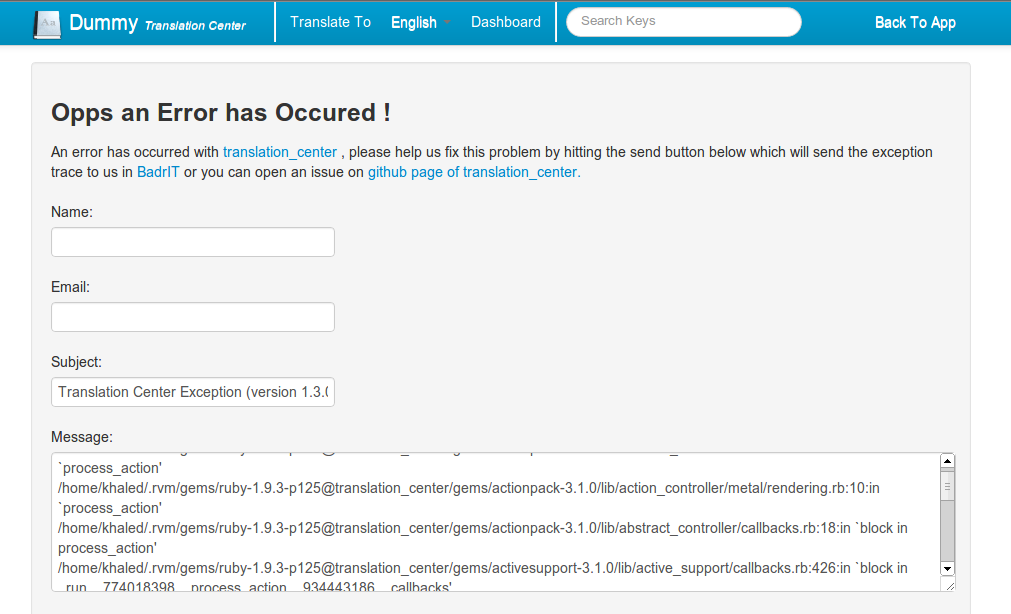 Dummy Translation Center Translate To English Dashboard Search Keys Back To App
Opps an Error has Occured !
An error has occurred with translation_center , please help us fix this problem by hitting the send button below which will send the exception
trace to us in BadrIT or you can open an issue on github page of translation_center.
Name:
Email:
Subject:
Translation Center Exception (version 1.3.0
Message:
`process_action'
/home/khaled/.rvm/gems/ruby-1.9.3-p125@translation_center/gems/actionpack-3.1.0/lib/action_controller/metal/rendering.rb:10:in
`process_action'
/home/khaled/.rvm/gems/ruby-1.9.3-p125@translation_center/gems/actionpack-3.1.0/lib/abstract_controller/callbacks.rb:18:in `block in
process_action'
/home/khaled/.rvm/gems/ruby-1.9.3-p125@translation_center/gems/activesupport-3.1.0/lib/active_support/callbacks.rb:426:in `block in
_run__774018398__process_action__934443186__callbacks'